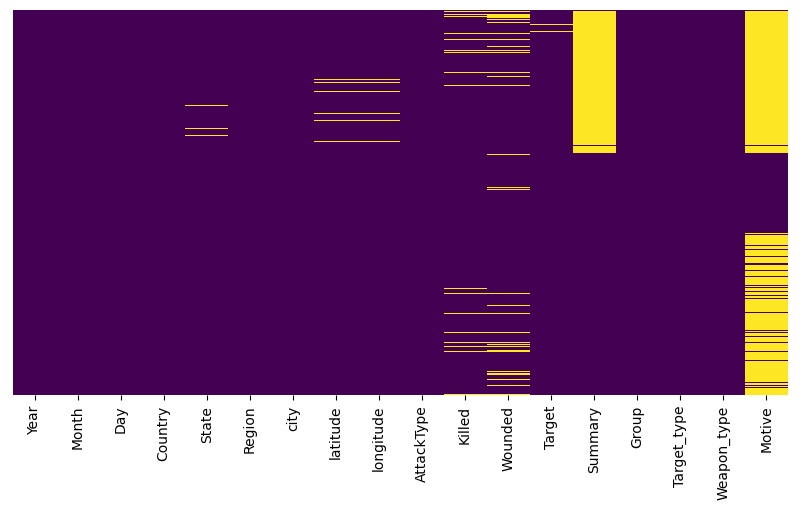 Year
Month
Day
Country
State
Region
city
latitude
longitude
AttackType
Killed
Wounded
Target
Summary
Group
Target_type
Weapon_type
Motive